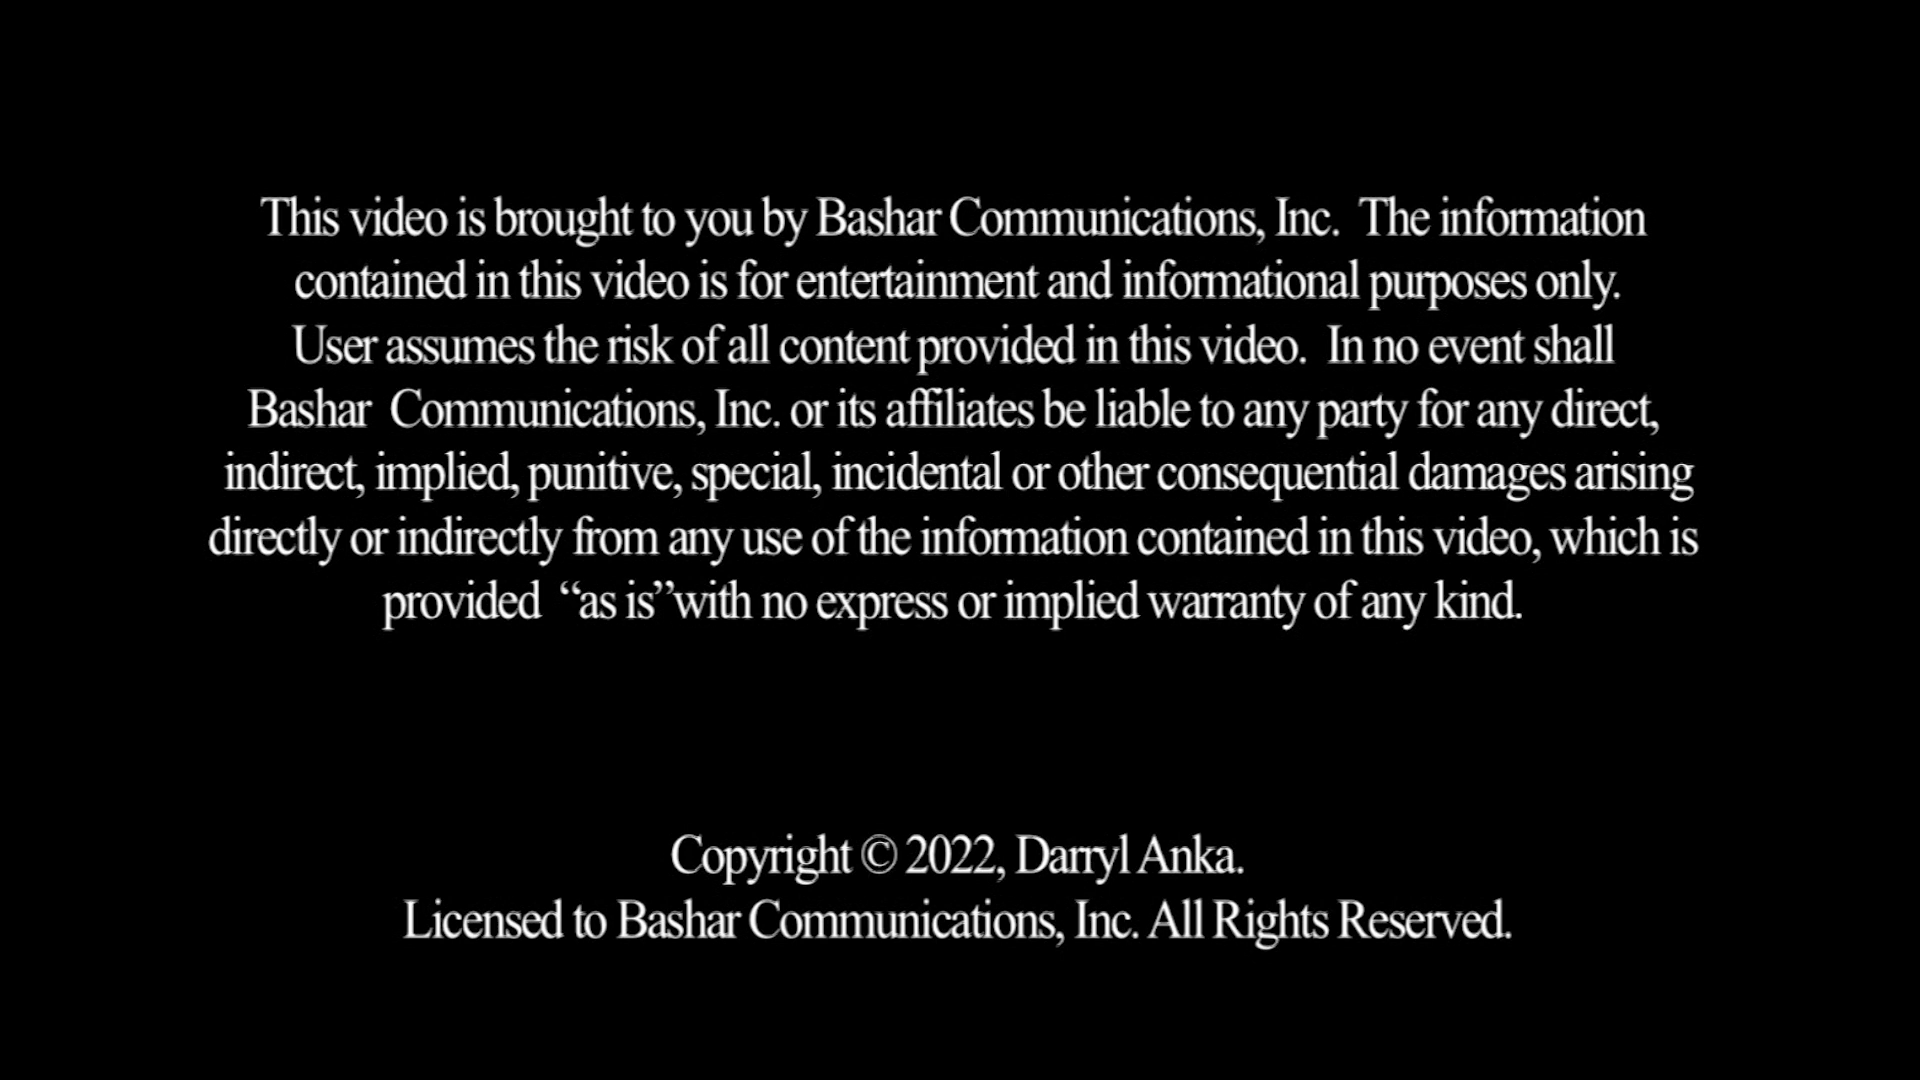 This video is brought to you by Bashar Communications, Inc.  The information
contained in this video is for entertainment and informational purposes only.
User assumes the risk of all content provided in this video.  In no event shall
Bashar  Communications, Inc. or its affiliates be liable to any party for any direct,
indirect, implied, punitive, special, incidental or other consequential damages arising
directly or indirectly from any use of the information contained in this video, which is
provided  “as is”with no express or implied warranty of any kind.
Copyright © 2022, Darryl Anka.
Licensed to Bashar Communications, Inc. All Rights Reserved.